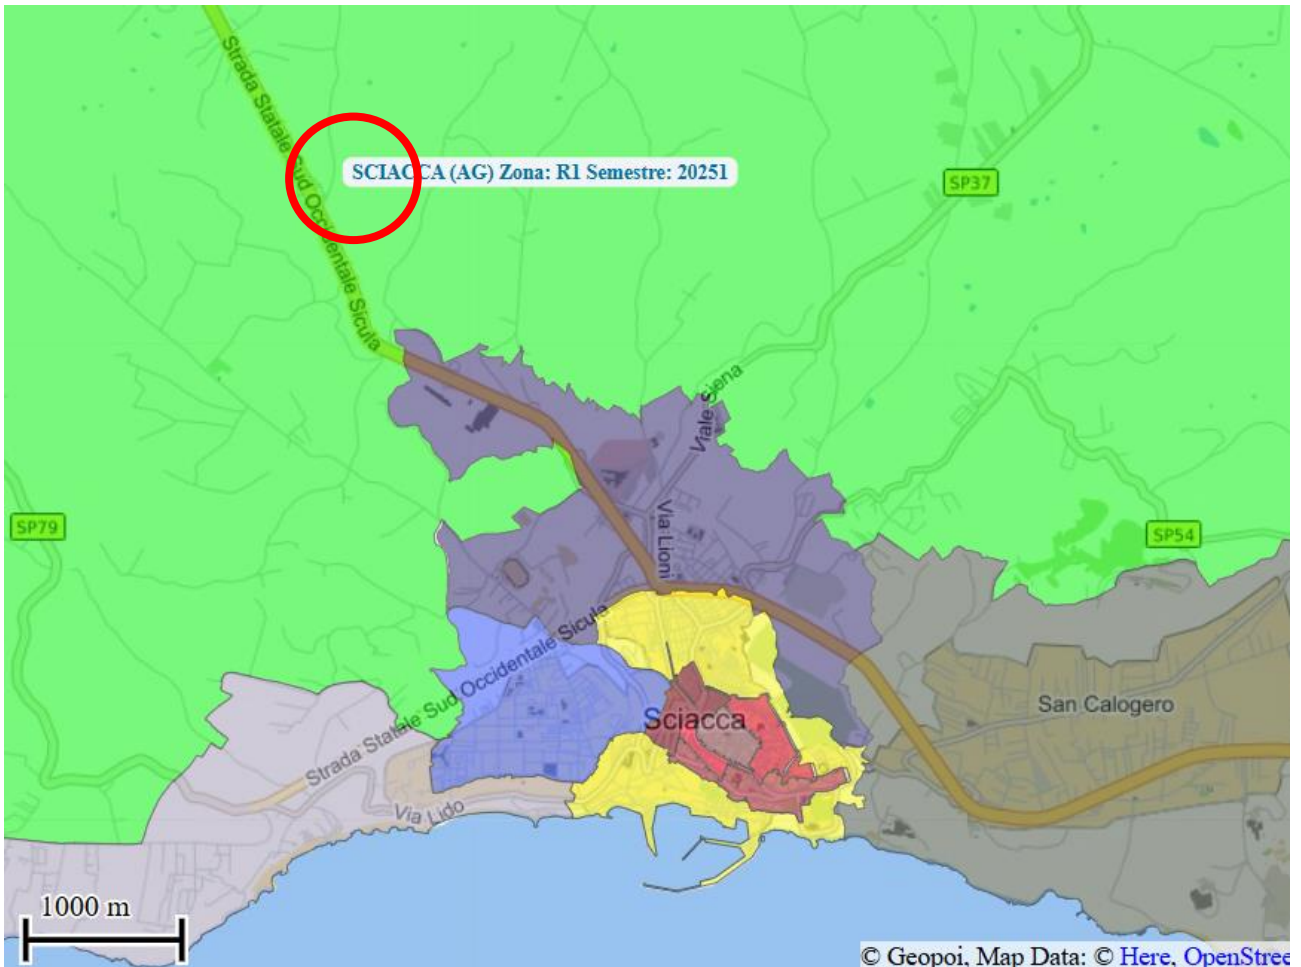 Strada Statale Sud Occidentale Sicula
SCIACCA (AG) Zona: R1 Semestre: 20251
SP37
Viale Siena
SP79
Via Lioni
SP54
Strada Statale Sud Occidentale Sicula
San Calogero
Sciacca
Via Lido
1000 m
© Geopoi, Map Data: © Here, OpenStree